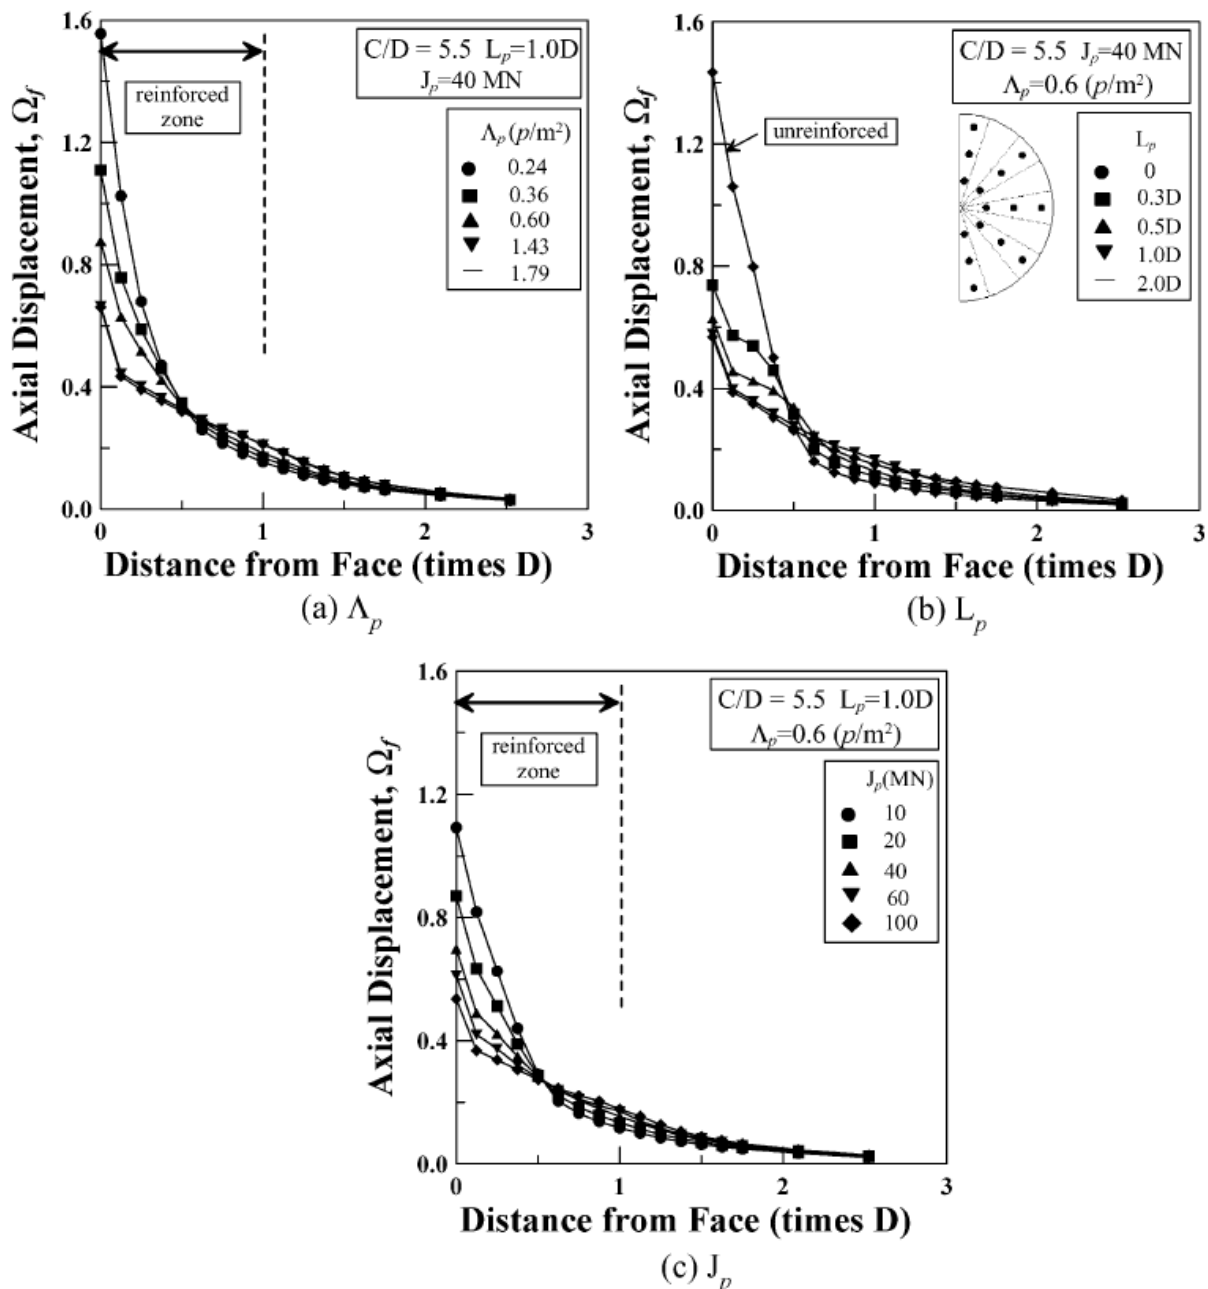 1.6
1.2
0.8
0.4
0.0
Axial Displacement, Ωf
C/D = 5.5 Lp=1.0D
Jp=40 MN
reinforced
zone
Λp (p/m²)
0.24
0.36
0.60
1.43
1.79
0 1 2 3
Distance from Face (times D)
(a) Λp
1.6
1.2
0.8
0.4
0.0
Axial Displacement, Ωf
C/D = 5.5 Jp=40 MN
Λp=0.6 (p/m²)
unreinforced
Lp
0
0.3D
0.5D
1.0D
2.0D
0 1 2 3
Distance from Face (times D)
(b) Lp
1.6
1.2
0.8
0.4
0.0
Axial Displacement, Ωf
C/D = 5.5 Lp=1.0D
Λp=0.6 (p/m²)
reinforced
zone
Jp(MN)
10
20
40
60
100
0 1 2 3
Distance from Face (times D)
(c) Jp